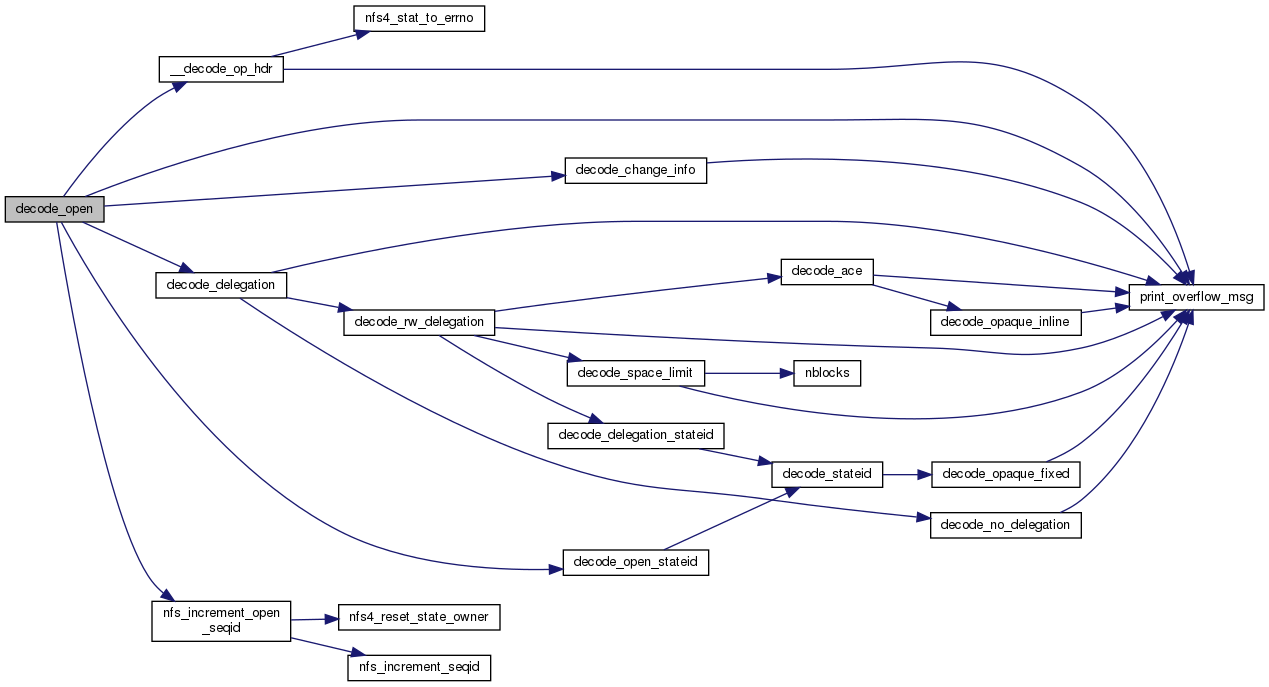 nfs4_stat_to_errno
__decode_op_hdr
decode_change_info
decode_open
decode_ace
decode_delegation
print_overflow_msg
decode_rw_delegation
decode_opaque_inline
decode_space_limit
nblocks
decode_delegation_stateid
decode_stateid
decode_opaque_fixed
decode_no_delegation
decode_open_stateid
nfs_increment_open
_seqid
nfs4_reset_state_owner
nfs_increment_seqid